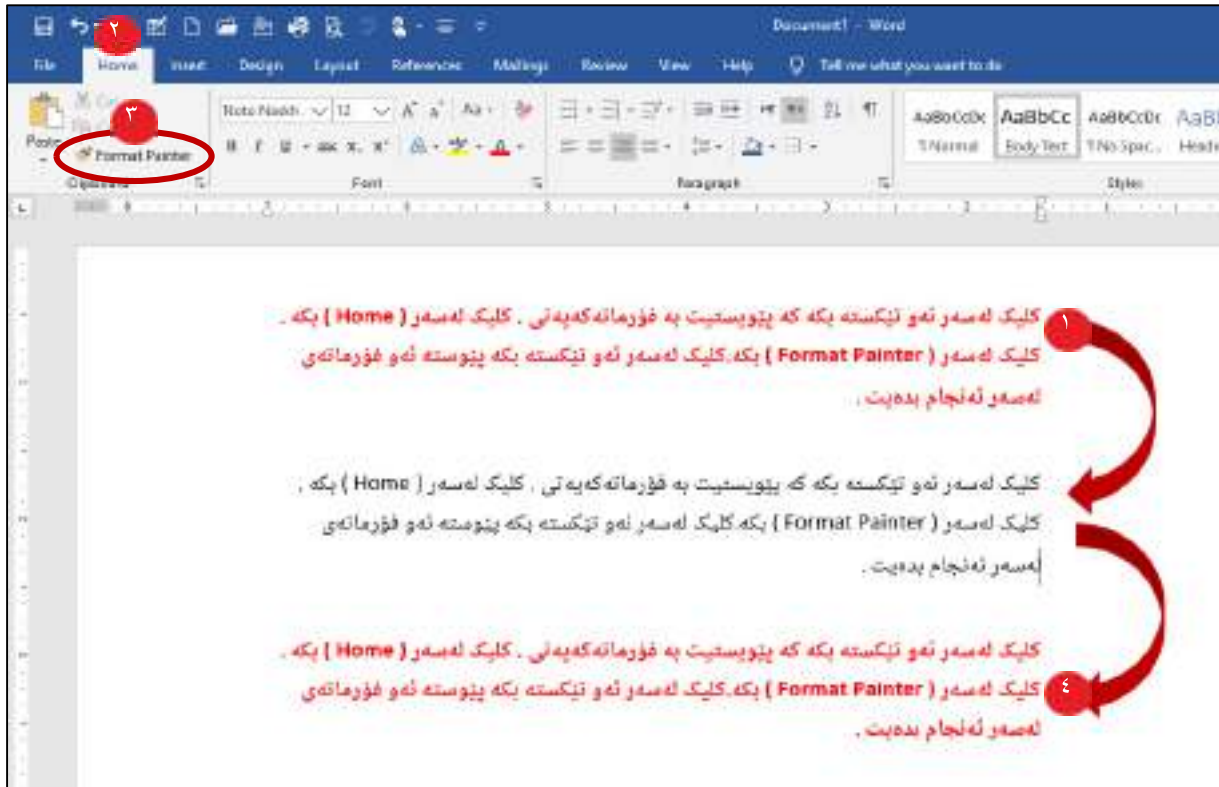 Document1 - Word
File Home Insert Design Layout References Mailings Review View Help Tell me what you want to do
٢
٣
Paste
Format Painter
Clipboard
12
Aa
Font
Paragraph
AaBbCcDc AaBbCc AaBbCcDc
¶ Normal Body Text ¶ No Spac...
Styles
١
کلیک لەسەر ئەو تێکستە بکە کە پێویستیت بە فۆرماتەکەیەتی . کلیک لەسەر ( Home ) بکە .
کلیک لەسەر ( Format Painter ) بکە.کلیک لەسەر ئەو تێکستە بکە پێوستە ئەو فۆرماتەی
لەسەر ئەنجام بدەیت .
کلیک لەسەر ئەو تێکستە بکە کە پێویستیت بە فۆرماتەکەیەتی . کلیک لەسەر ( Home ) بکە .
کلیک لەسەر ( Format Painter ) بکە.کلیک لەسەر ئەو تێکستە بکە پێوستە ئەو فۆرماتەی
لەسەر ئەنجام بدەیت .
کلیک لەسەر ئەو تێکستە بکە کە پێویستیت بە فۆرماتەکەیەتی . کلیک لەسەر ( Home ) بکە .
٤
کلیک لەسەر ( Format Painter ) بکە.کلیک لەسەر ئەو تێکستە بکە پێوستە ئەو فۆرماتەی
لەسەر ئەنجام بدەیت .